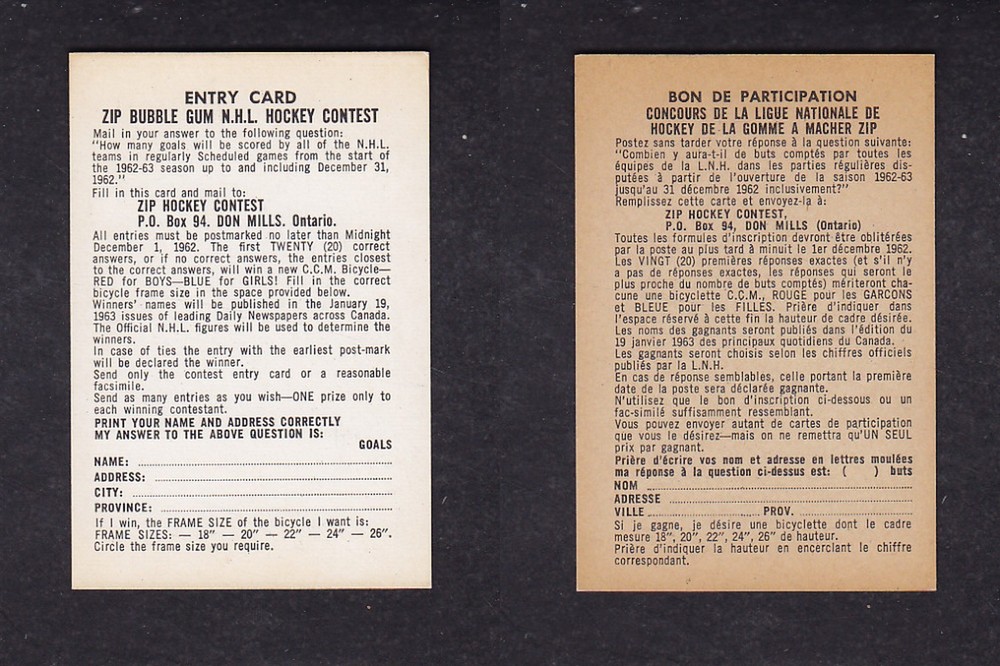 ENTRY CARD
ZIP BUBBLE GUM N.H.L. HOCKEY CONTEST
Mail in your answer to the following question:
"How many goals will be scored by all of the N.H.L.
teams in regularly Scheduled games from the start of
the 1962-63 season up to and including December 31,
1962."
Fill in this card and mail to:
ZIP HOCKEY CONTEST
P.O. Box 94. DON MILLS. Ontario.
All entries must be postmarked no later than Midnight
December 1, 1962. The first TWENTY (20) correct
answers, or if no correct answers, the entries closest
to the correct answers, will win a new C.C.M. Bicycle—
RED for BOYS—BLUE for GIRLS! Fill in the correct
bicycle frame size in the space provided below.
Winners' names will be published in the January 19,
1963 issues of leading Daily Newspapers across Canada.
The Official N.H.L. figures will be used to determine the
winners.
In case of ties the entry with the earliest post-mark
will be declared the winner.
Send only the contest entry card or a reasonable
facsimile.
Send as many entries as you wish—ONE prize only to
each winning contestant.
PRINT YOUR NAME AND ADDRESS CORRECTLY
MY ANSWER TO THE ABOVE QUESTION IS:
GOALS
NAME:
ADDRESS:
CITY:
PROVINCE:
If I win, the FRAME SIZE of the bicycle I want is:
FRAME SIZES: — 18" — 20" — 22" — 24" — 26".
Circle the frame size you require.
BON DE PARTICIPATION
CONCOURS DE LA LIGUE NATIONALE DE
HOCKEY DE LA GOMME A MACHER ZIP
Postez sans tarder votre réponse à la question suivante:
"Combien y aura-t-il de buts comptés par toutes les
équipes de la L.N.H. dans les parties régulières dis-
putées à partir de l'ouverture de la saison 1962-63
jusqu'au 31 décembre 1962 inclusivement?"
Remplissez cette carte et envoyez-la à:
ZIP HOCKEY CONTEST,
P.O. Box 94, DON MILLS (Ontario)
Toutes les formules d'inscription devront être oblitérées
par la poste au plus tard à minuit le 1er décembre 1962.
Les VINGT (20) premières réponses exactes (et s'il n'y
a pas de réponses exactes, les réponses qui seront le
plus proche du nombre de buts comptés) mériteront cha-
cune une bicyclette C.C.M., ROUGE pour les GARCONS
et BLEUE pour les FILLES. Prière d'indiquer dans
l'espace réservé à cette fin la hauteur de cadre désirée.
Les noms des gagnants seront publiés dans l'édition du
19 janvier 1963 des principaux quotidiens du Canada.
Les gagnants seront choisis selon les chiffres officiels
publiés par la L.N.H.
En cas de réponse semblables, celle portant la première
date de la poste sera déclarée gagnante.
N'utilisez que le bon d'inscription ci-dessous ou un
fac-similé suffisamment ressemblant.
Vous pouvez envoyer autant de cartes de participation
que vous le désirez—mais on ne remettra qu'UN SEUL
prix par gagnant.
Prière d'écrire vos nom et adresse en lettres moulées
ma réponse à la question ci-dessus est: ( ) buts
NOM
ADRESSE
VILLE PROV.
Si je gagne, je désire une bicyclette dont le cadre
mesure 18", 20", 22", 24", 26" de hauteur.
Prière d'indiquer la hauteur en encerclant le chiffre
correspondant.